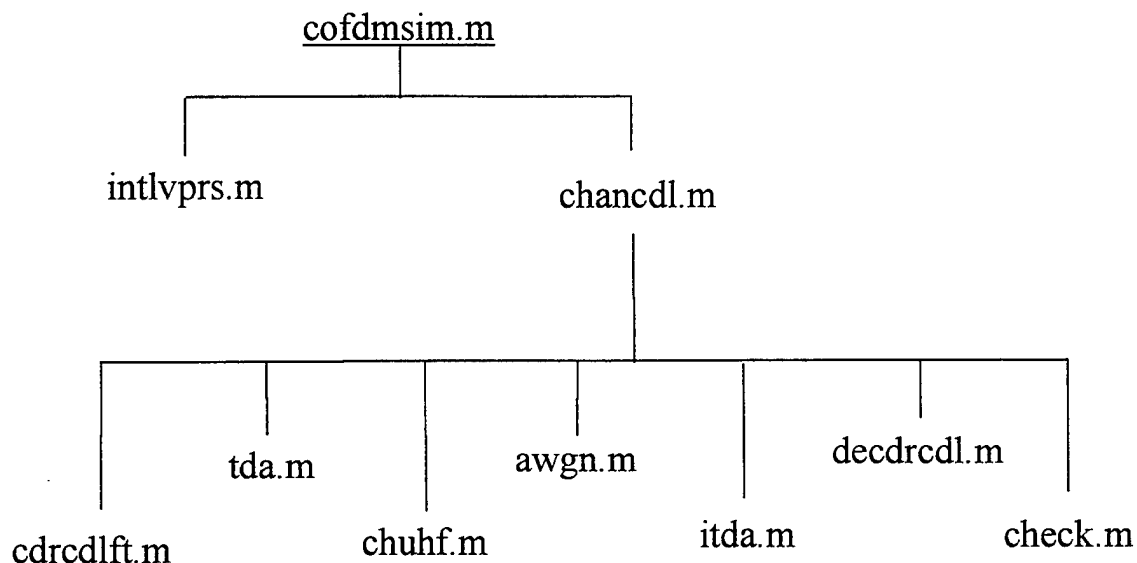 cofdmsim.m
intlvprs.m
chancdl.m
tda.m
awgn.m
decdrcdl.m
cdrcdlft.m
chuhf.m
itda.m
check.m